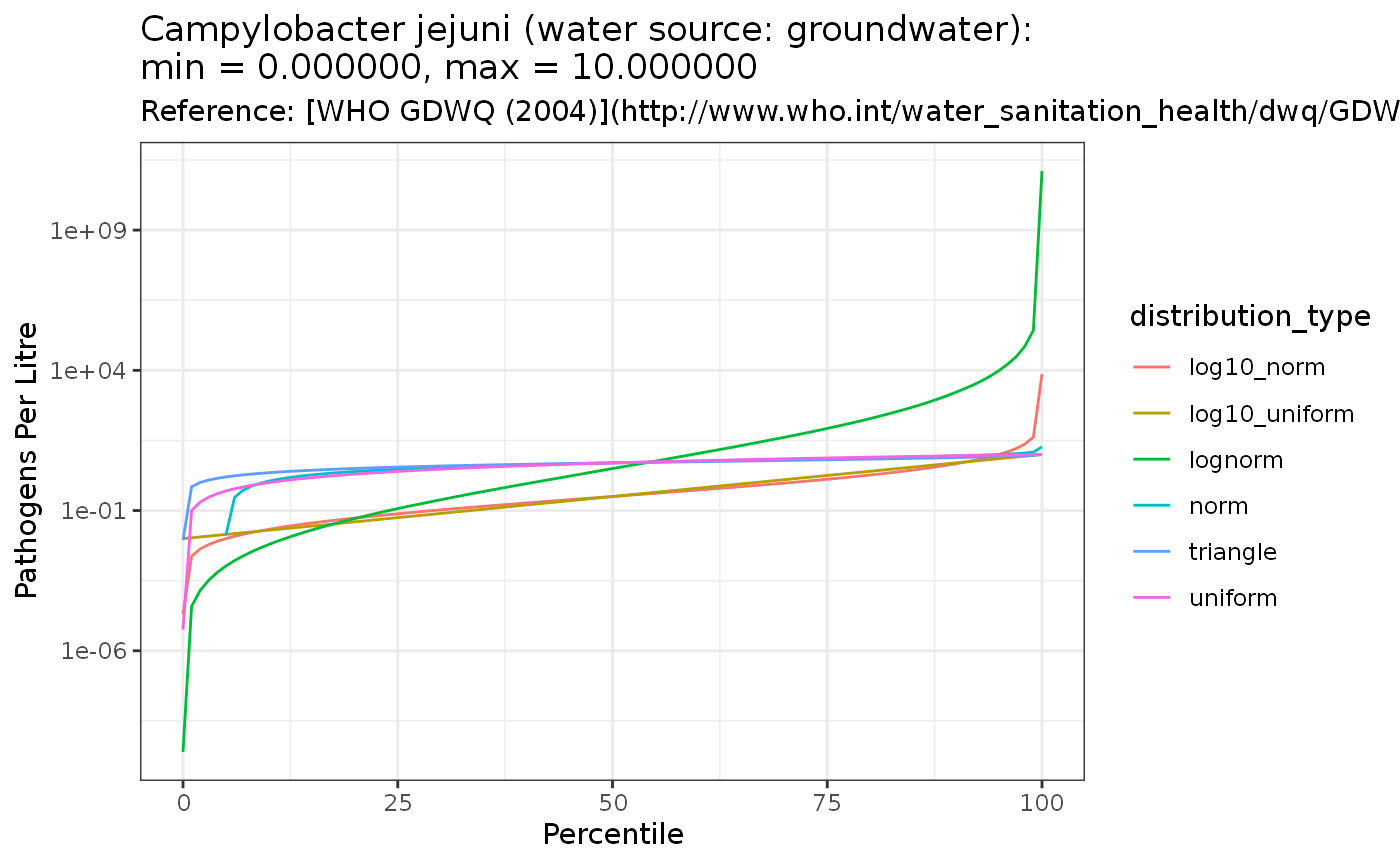 Campylobacter jejuni (water source: groundwater):
min = 0.000000, max = 10.000000
Reference: [WHO GDWQ (2004)](http://www.who.int/water_sanitation_health/dwq/GDW
Pathogens Per Litre
1e+09
1e+04
1e-01
1e-06
0 25 50 75 100
Percentile
distribution_type
log10_norm
log10_uniform
lognorm
norm
triangle
uniform